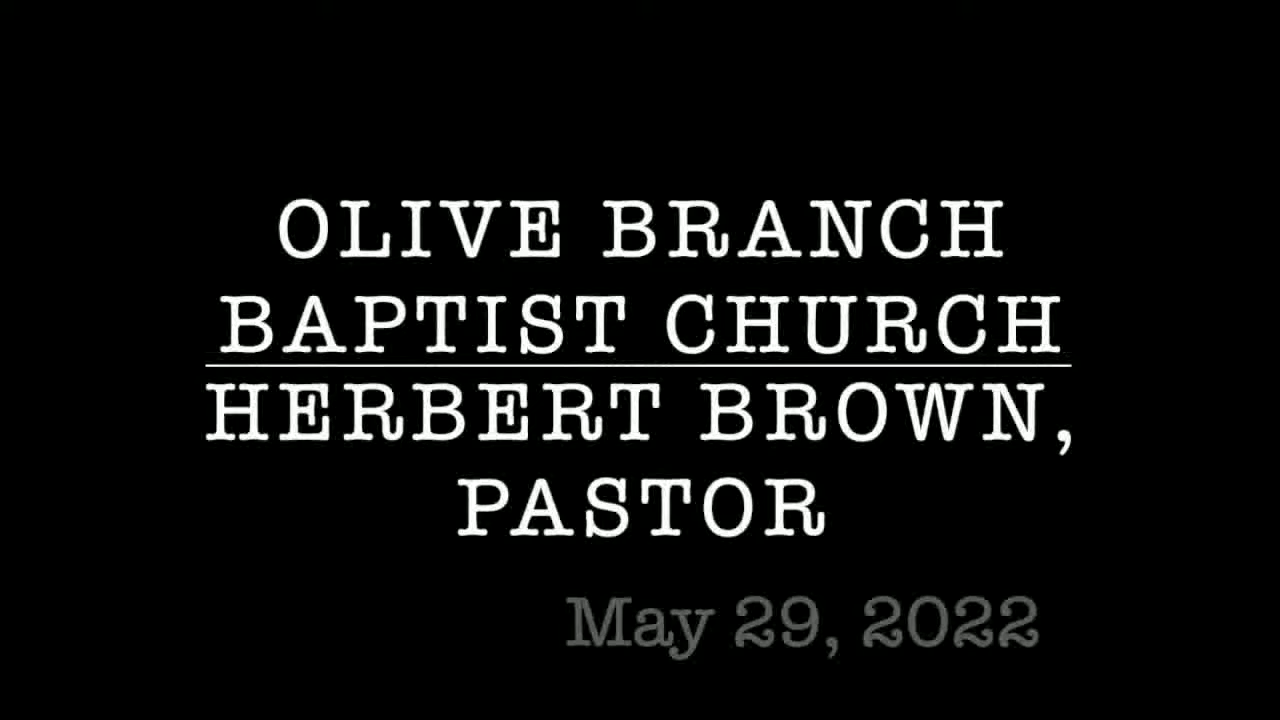 OLIVE BRANCH
BAPTIST CHURCH
HERBERT BROWN,
PASTOR
May 29, 2022